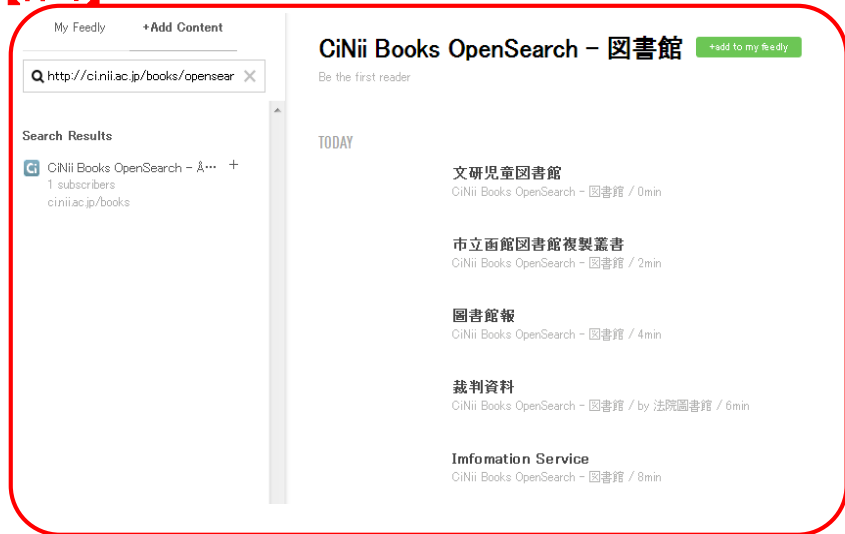 My Feedly +Add Content
http://ci.nii.ac.jp/books/opensear
Search Results
CiNii Books OpenSearch - Å… +
1 subscribers
ci.nii.ac.jp/books
CiNii Books OpenSearch - 図書館 +add to my feedly
Be the first reader
TODAY
文研児童図書館
CiNii Books OpenSearch - 図書館 / 0min
市立函館図書館複製叢書
CiNii Books OpenSearch - 図書館 / 2min
圖書館報
CiNii Books OpenSearch - 図書館 / 4min
裁判資料
CiNii Books OpenSearch - 図書館 / by 法院圖書館 / 6min
Imfomation Service
CiNii Books OpenSearch - 図書館 / 8min